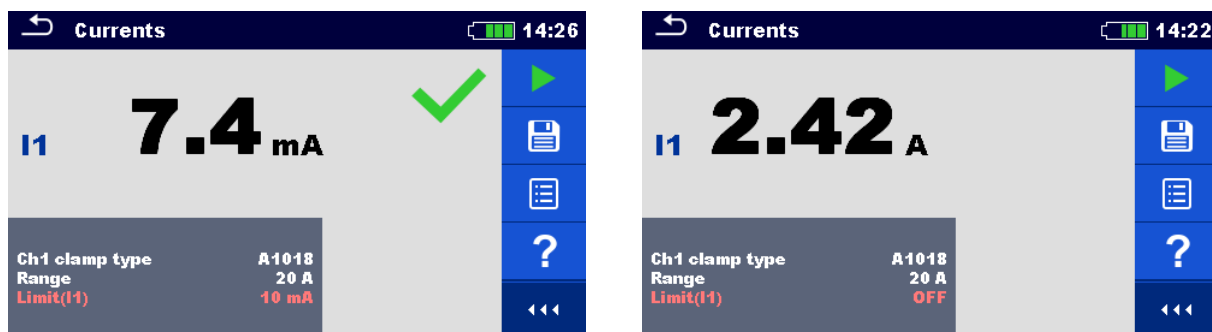 Currents 14:26
I1 7.4 mA
Ch1 clamp type A1018
Range 20 A
Limit(I1) 10 mA
?
Currents 14:22
I1 2.42 A
Ch1 clamp type A1018
Range 20 A
Limit(I1) OFF
?